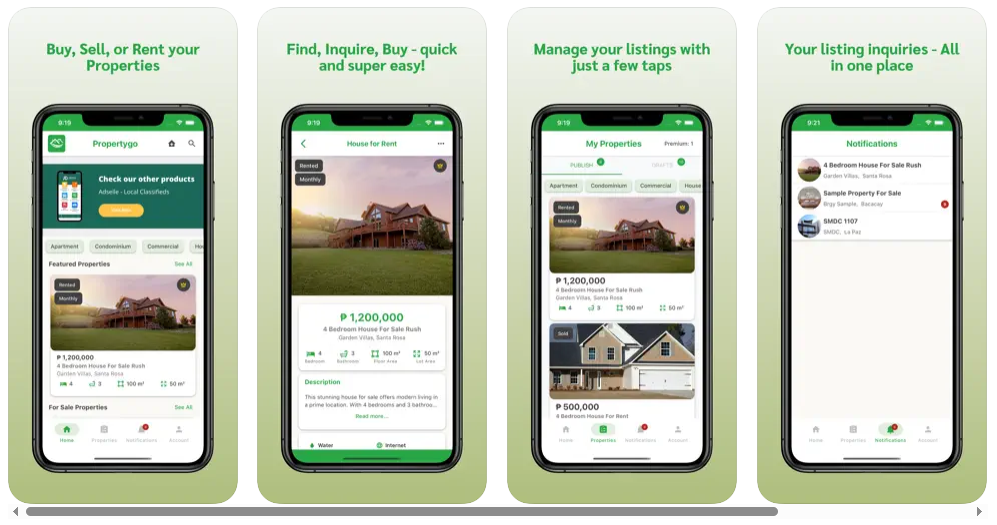 Buy, Sell, or Rent your
Properties
9:19
Propertygo
Check our other products
Adselle - Local Classifieds
Apartment
Condominium
Commercial
Featured Properties
See All
Rented
Monthly
₱ 1,200,000
4 Bedroom House For Sale Rush
Garden Villas, Santa Rosa
4
3
100 m²
50 m²
For Sale Properties
See All
Home
Properties
Notifications
Account
Find, Inquire, Buy - quick
and super easy!
9:19
House for Rent
Rented
Monthly
₱ 1,200,000
4 Bedroom House For Sale Rush
Garden Villas, Santa Rosa
4
3
100 m²
50 m²
Bedroom
Bathroom
Floor Area
Lot Area
Description
This stunning house for sale offers modern living in
a prime location. With 4 bedrooms and 3 bathroo...
Read more...
Water
Internet
Manage your listings with
just a few taps
9:19
My Properties
Premium: 1
PUBLISH
DRAFTS
Apartment
Condominium
Commercial
House
Rented
Monthly
₱ 1,200,000
4 Bedroom House For Sale Rush
Garden Villas, Santa Rosa
4
3
100 m²
50 m²
Sold
₱ 500,000
4 Bedroom House For Rent
Home
Properties
Notifications
Account
Your listing inquiries - All
in one place
9:21
Notifications
4 Bedroom House For Sale Rush
Garden Villas, Santa Rosa
Sample Property For Sale
Brgy Sample, Bacacay
SMDC 1107
SMDC, La Paz
Home
Properties
Notifications
Account